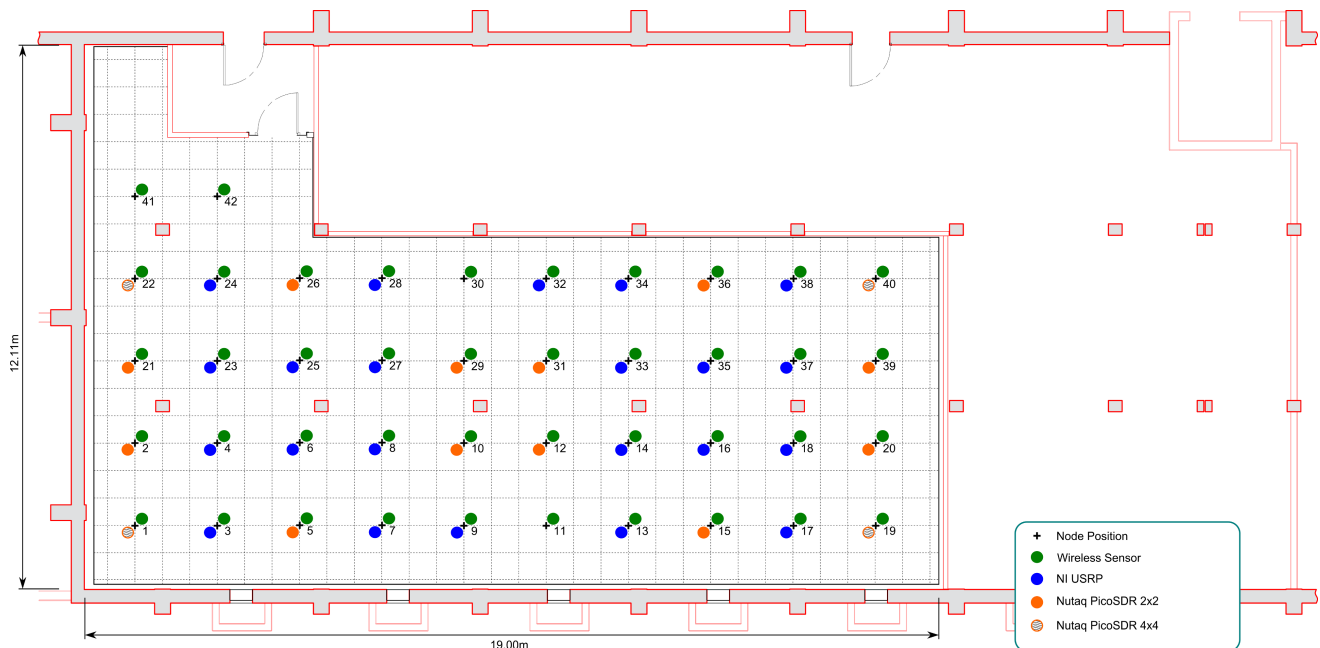 41 42
22 24 26 28 30 32 34 36 38 40
12.11m
21 23 25 27 29 31 33 35 37 39
2 4 6 8 10 12 14 16 18 20
1 3 5 7 9 11 13 15 17 19
Node Position
Wireless Sensor
NI USRP
Nutaq PicoSDR 2x2
Nutaq PicoSDR 4x4
19.00m